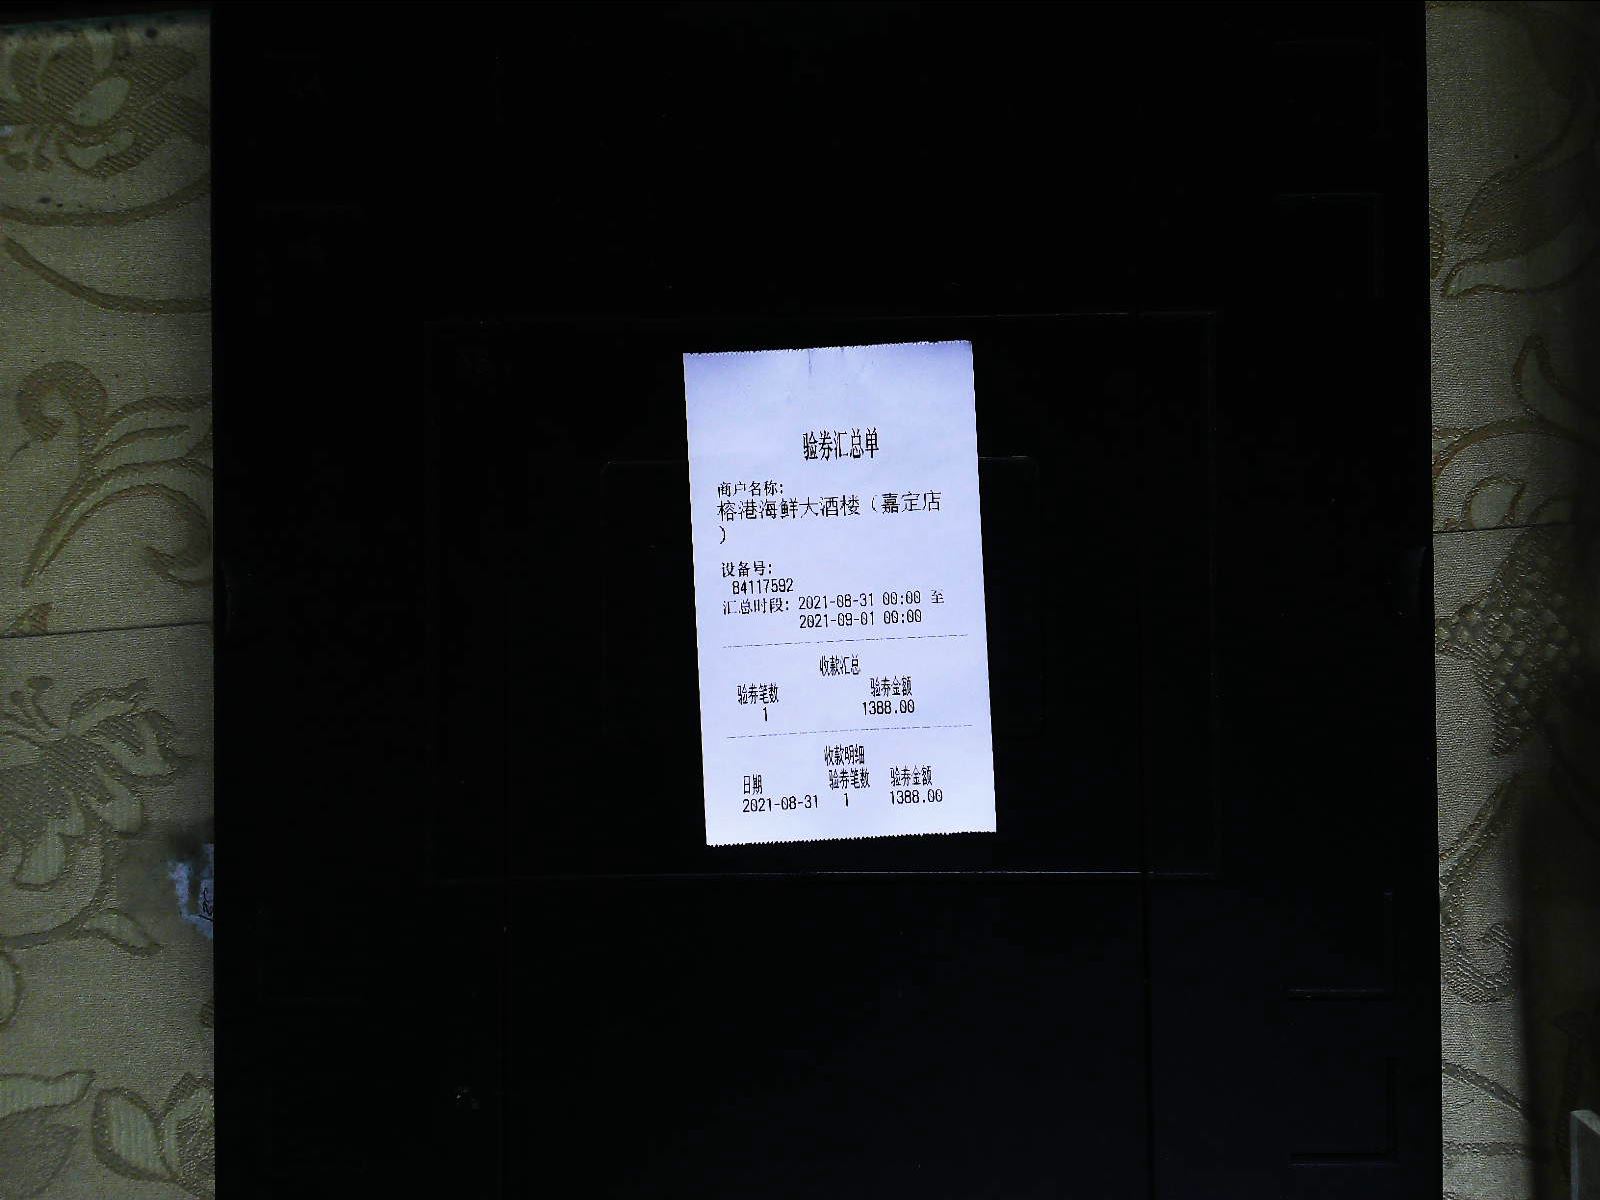 验券汇总单
商户名称:
榕港海鲜大酒楼（嘉定店
）
设备号:
84117592
汇总时段: 2021-08-31 00:00 至
2021-09-01 00:00
收款汇总
验券笔数 验券金额
1 1388.00
收款明细
日期 验券笔数 验券金额
2021-08-31 1 1388.00